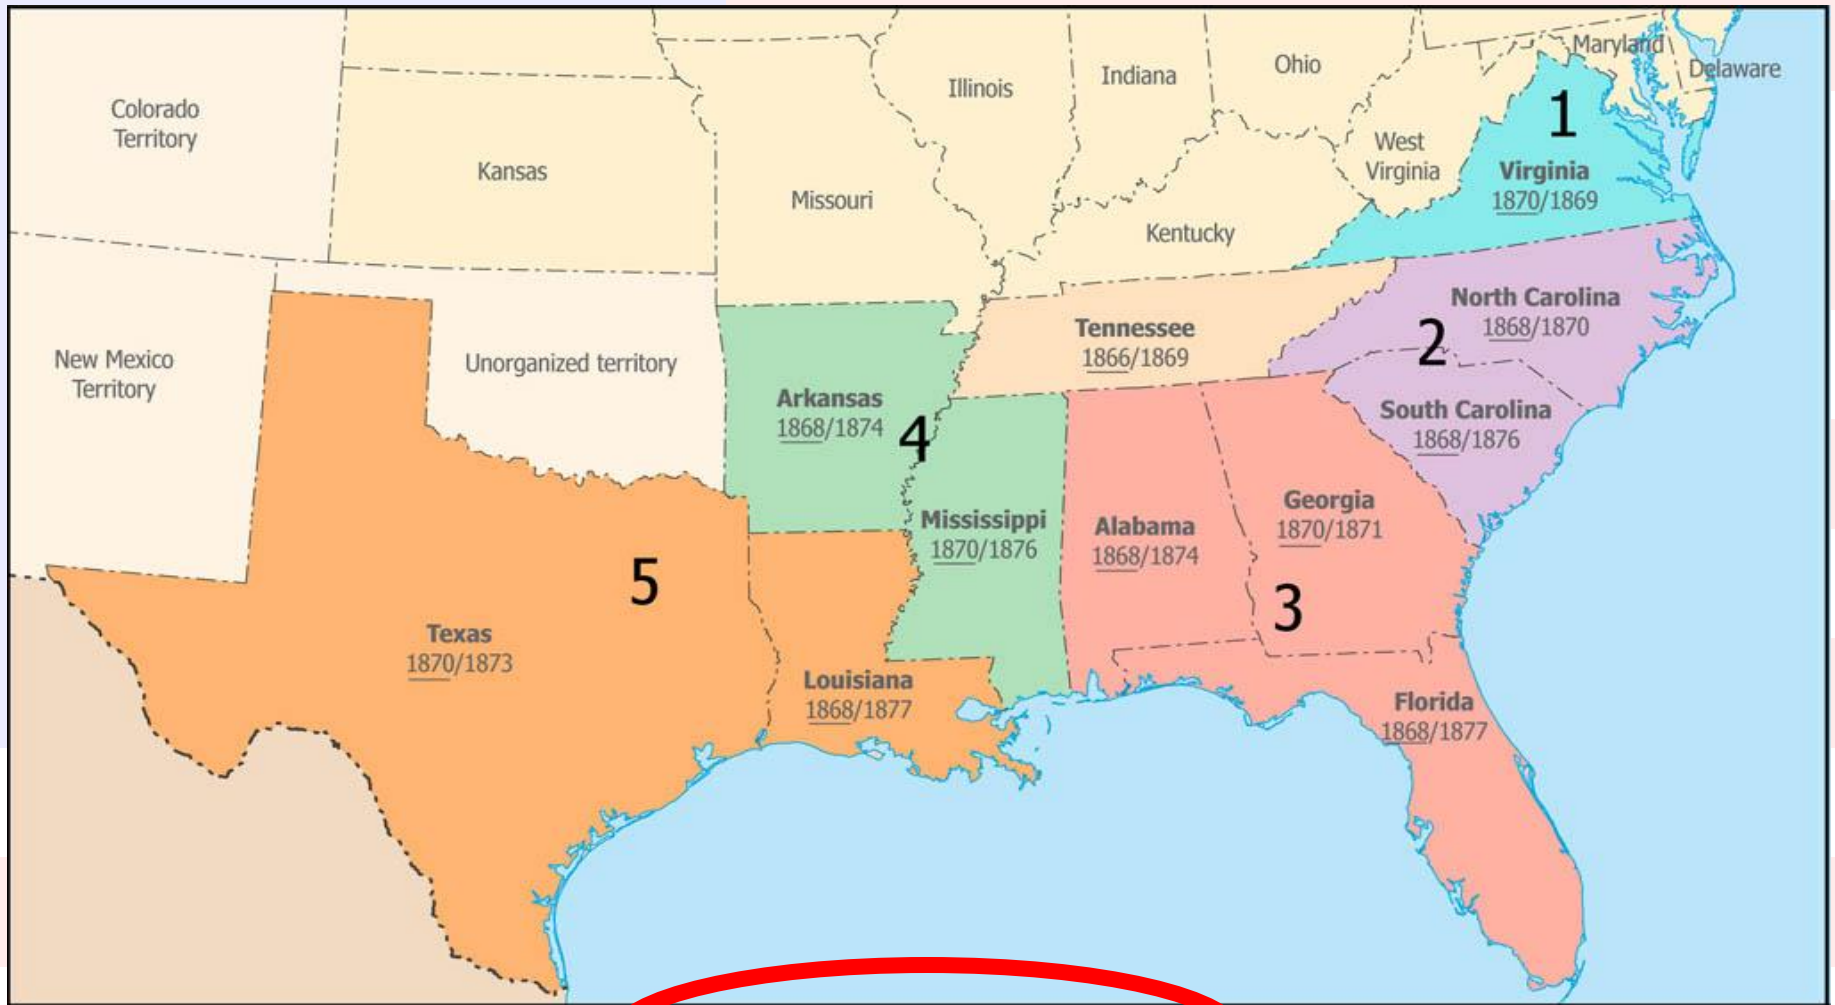 Colorado
Territory
Kansas
Missouri
Illinois
Indiana
Ohio
West
Virginia
Maryland
Delaware
1
Virginia
1870/1869
Kentucky
New Mexico
Territory
Unorganized territory
Tennessee
1866/1869
North Carolina
1868/1870
2
South Carolina
1868/1876
Arkansas
1868/1874
4
Mississippi
1870/1876
Alabama
1868/1874
Georgia
1870/1871
3
5
Texas
1870/1873
Louisiana
1868/1877
Florida
1868/1877